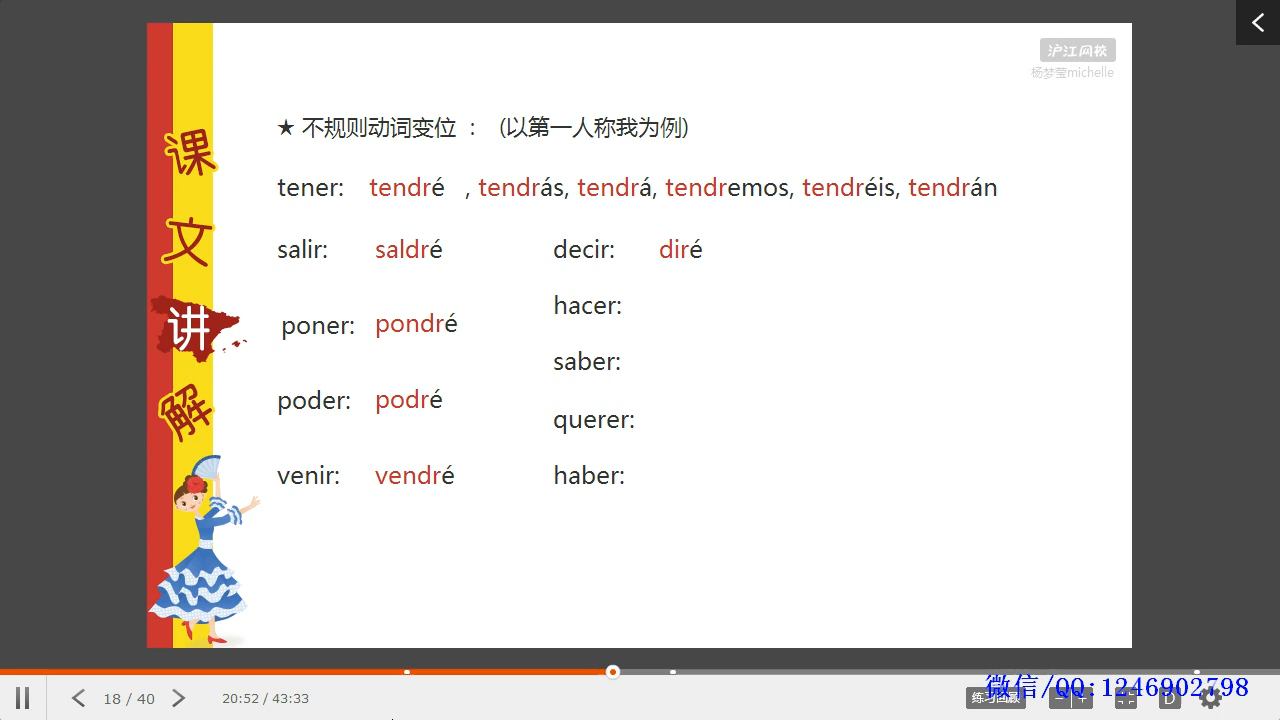 沪江网校
杨梦莹michelle
课文讲解
★ 不规则动词变位 ： (以第一人称我为例)
tener: tendré , tendrás, tendrá, tendremos, tendréis, tendrán
salir: saldré decir: diré
hacer:
poner: pondré
saber:
poder: podré
querer:
venir: vendré haber:
18 / 40 20:52 / 43:33
微信/QQ:1246902798